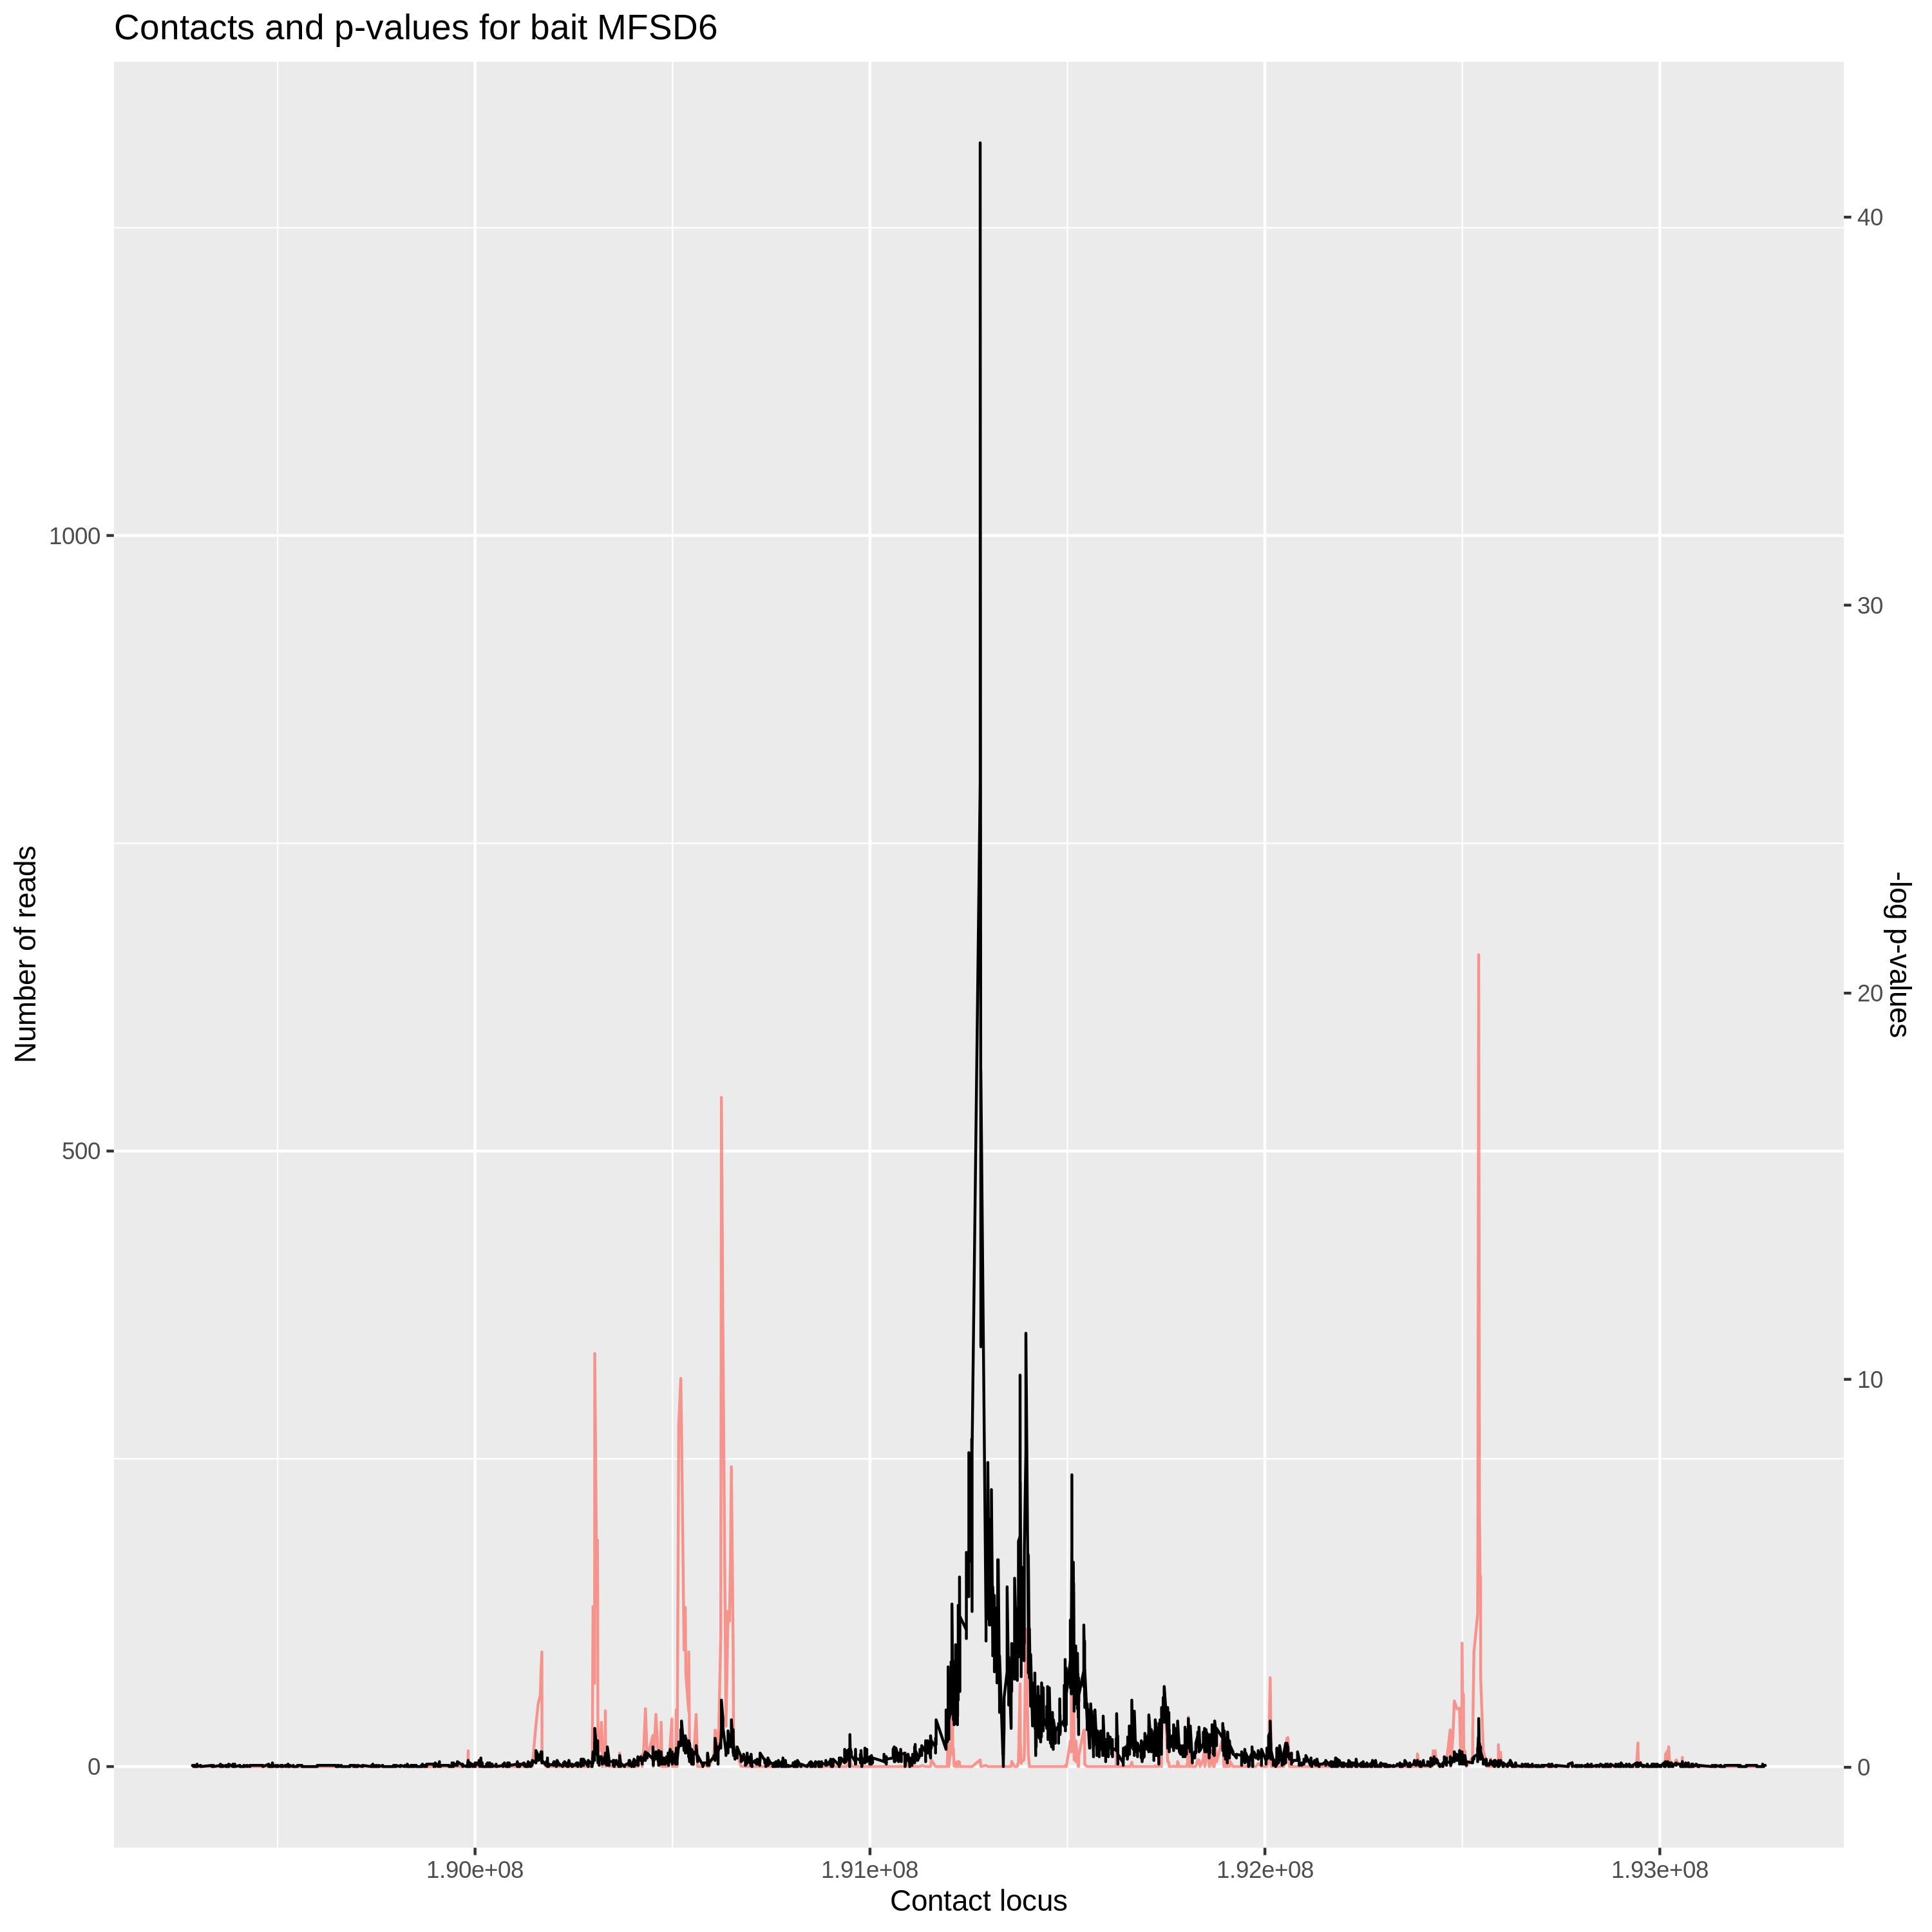 Contacts and p-values for bait MFSD6
1000
500
0
Number of reads
40
30
20
10
0
-log p-values
1.90e+08
1.91e+08
1.92e+08
1.93e+08
Contact locus